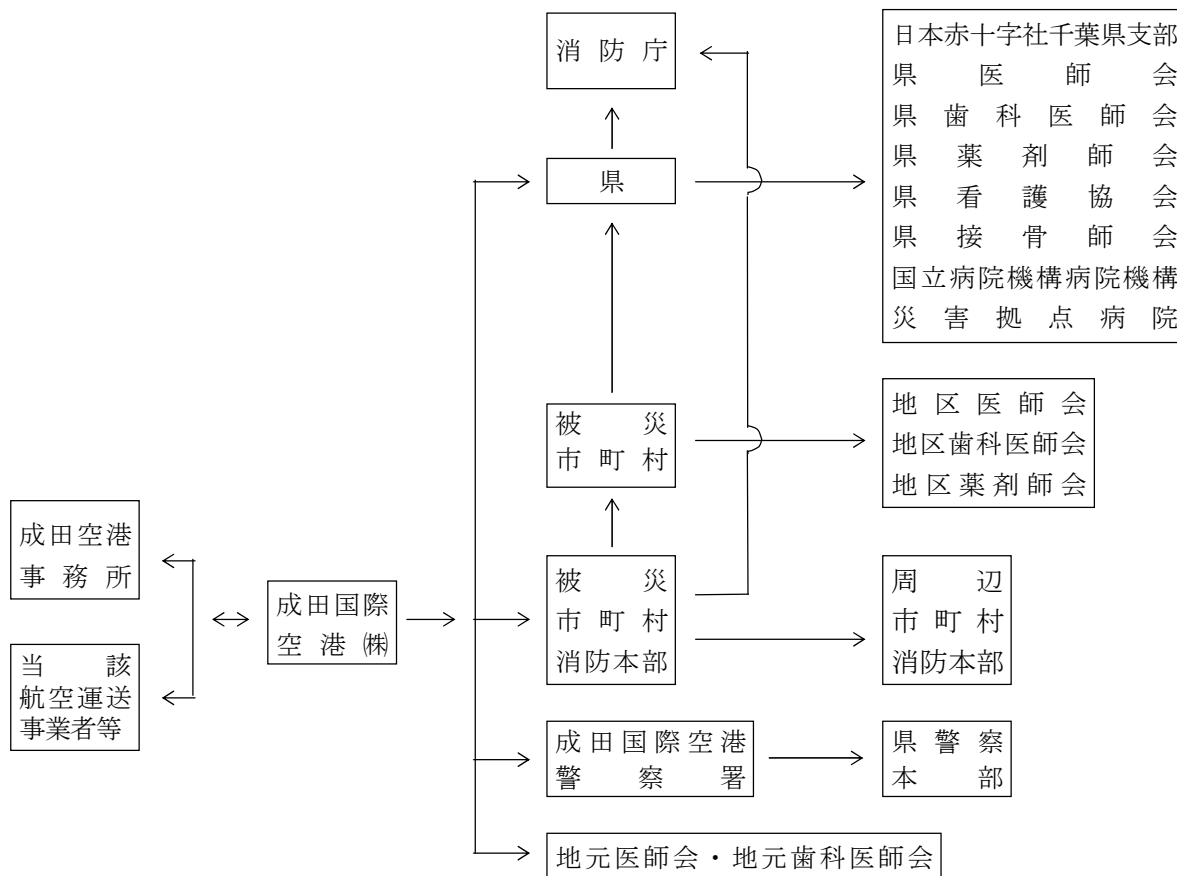 消防庁
県
日本赤十字社千葉県支部
県医師会
県歯科医師会
県薬剤師会
県看護協会
県接骨師会
国立病院機構病院機構
災害拠点病院
被災
市町村
地区医師会
地区歯科医師会
地区薬剤師会
成田空港
事務所
当該
航空運送
事業者等
成田国際
空港㈱
被災
市町村
消防本部
周辺
市町村
消防本部
成田国際空港
警察署
県警察
本部
地元医師会・地元歯科医師会